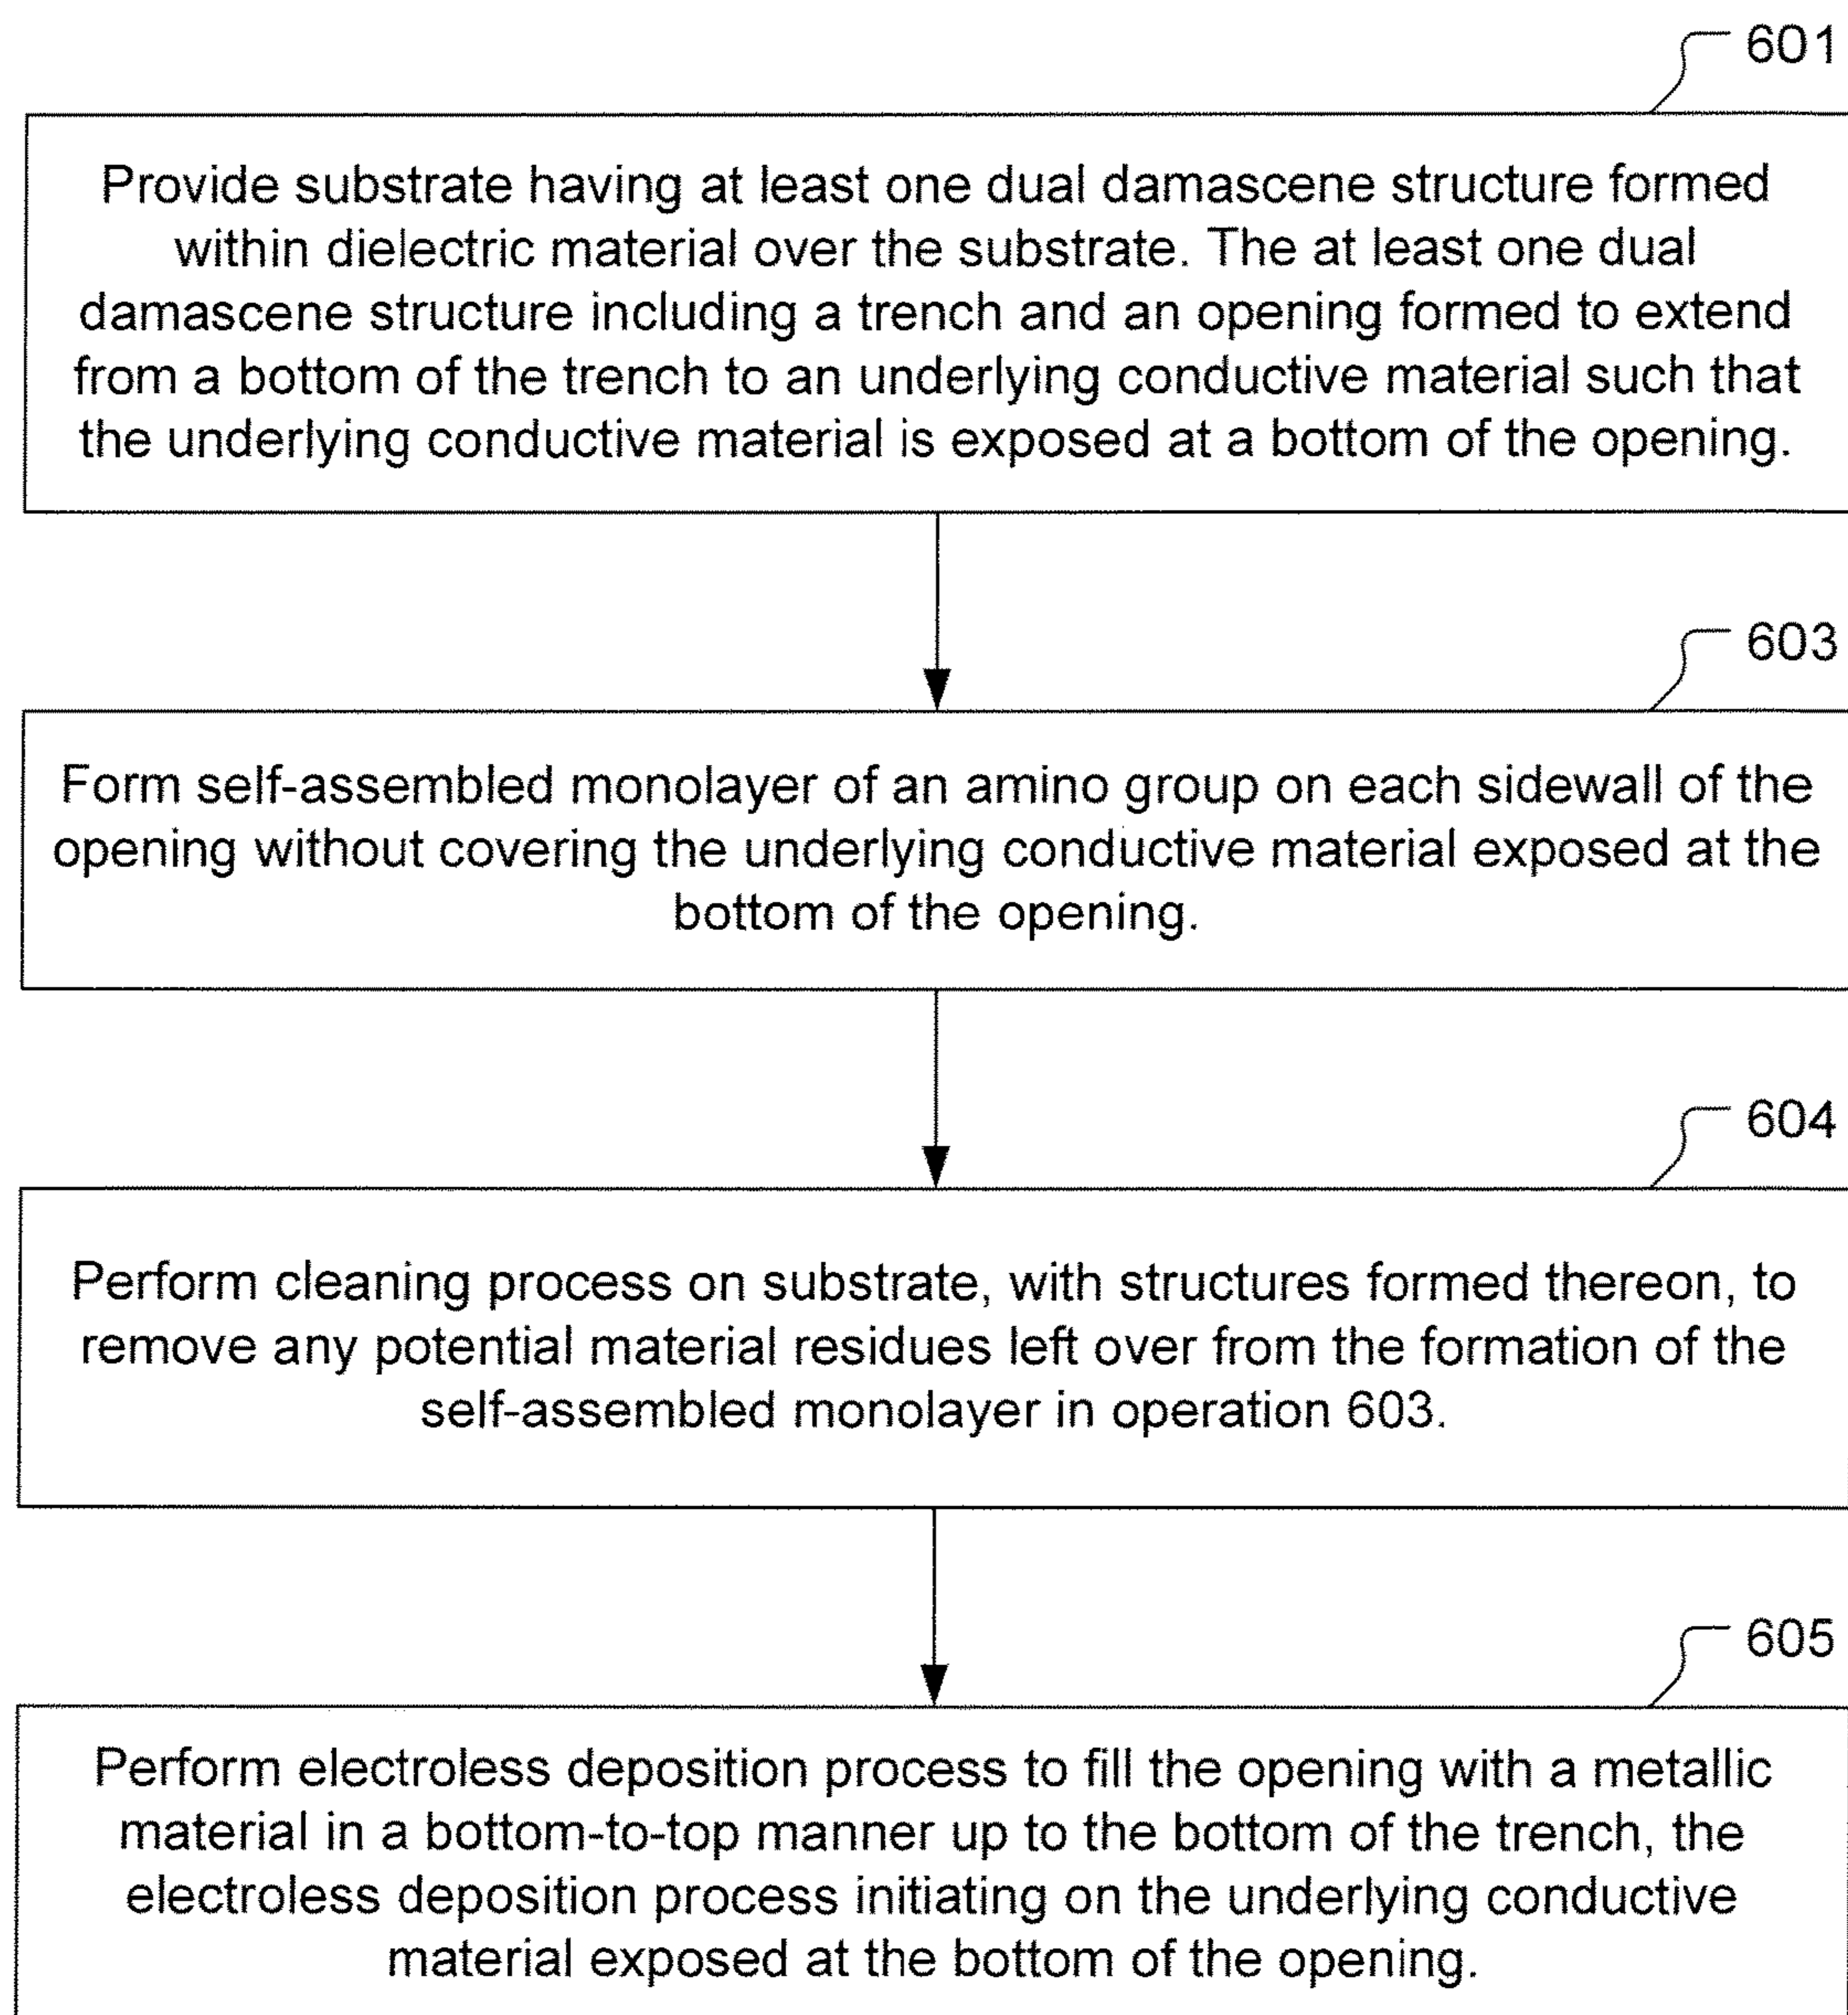 601
Provide substrate having at least one dual damascene structure formed
within dielectric material over the substrate. The at least one dual
damascene structure including a trench and an opening formed to extend
from a bottom of the trench to an underlying conductive material such that
the underlying conductive material is exposed at a bottom of the opening.
603
Form self-assembled monolayer of an amino group on each sidewall of the
opening without covering the underlying conductive material exposed at the
bottom of the opening.
604
Perform cleaning process on substrate, with structures formed thereon, to
remove any potential material residues left over from the formation of the
self-assembled monolayer in operation 603.
605
Perform electroless deposition process to fill the opening with a metallic
material in a bottom-to-top manner up to the bottom of the trench, the
electroless deposition process initiating on the underlying conductive
material exposed at the bottom of the opening.